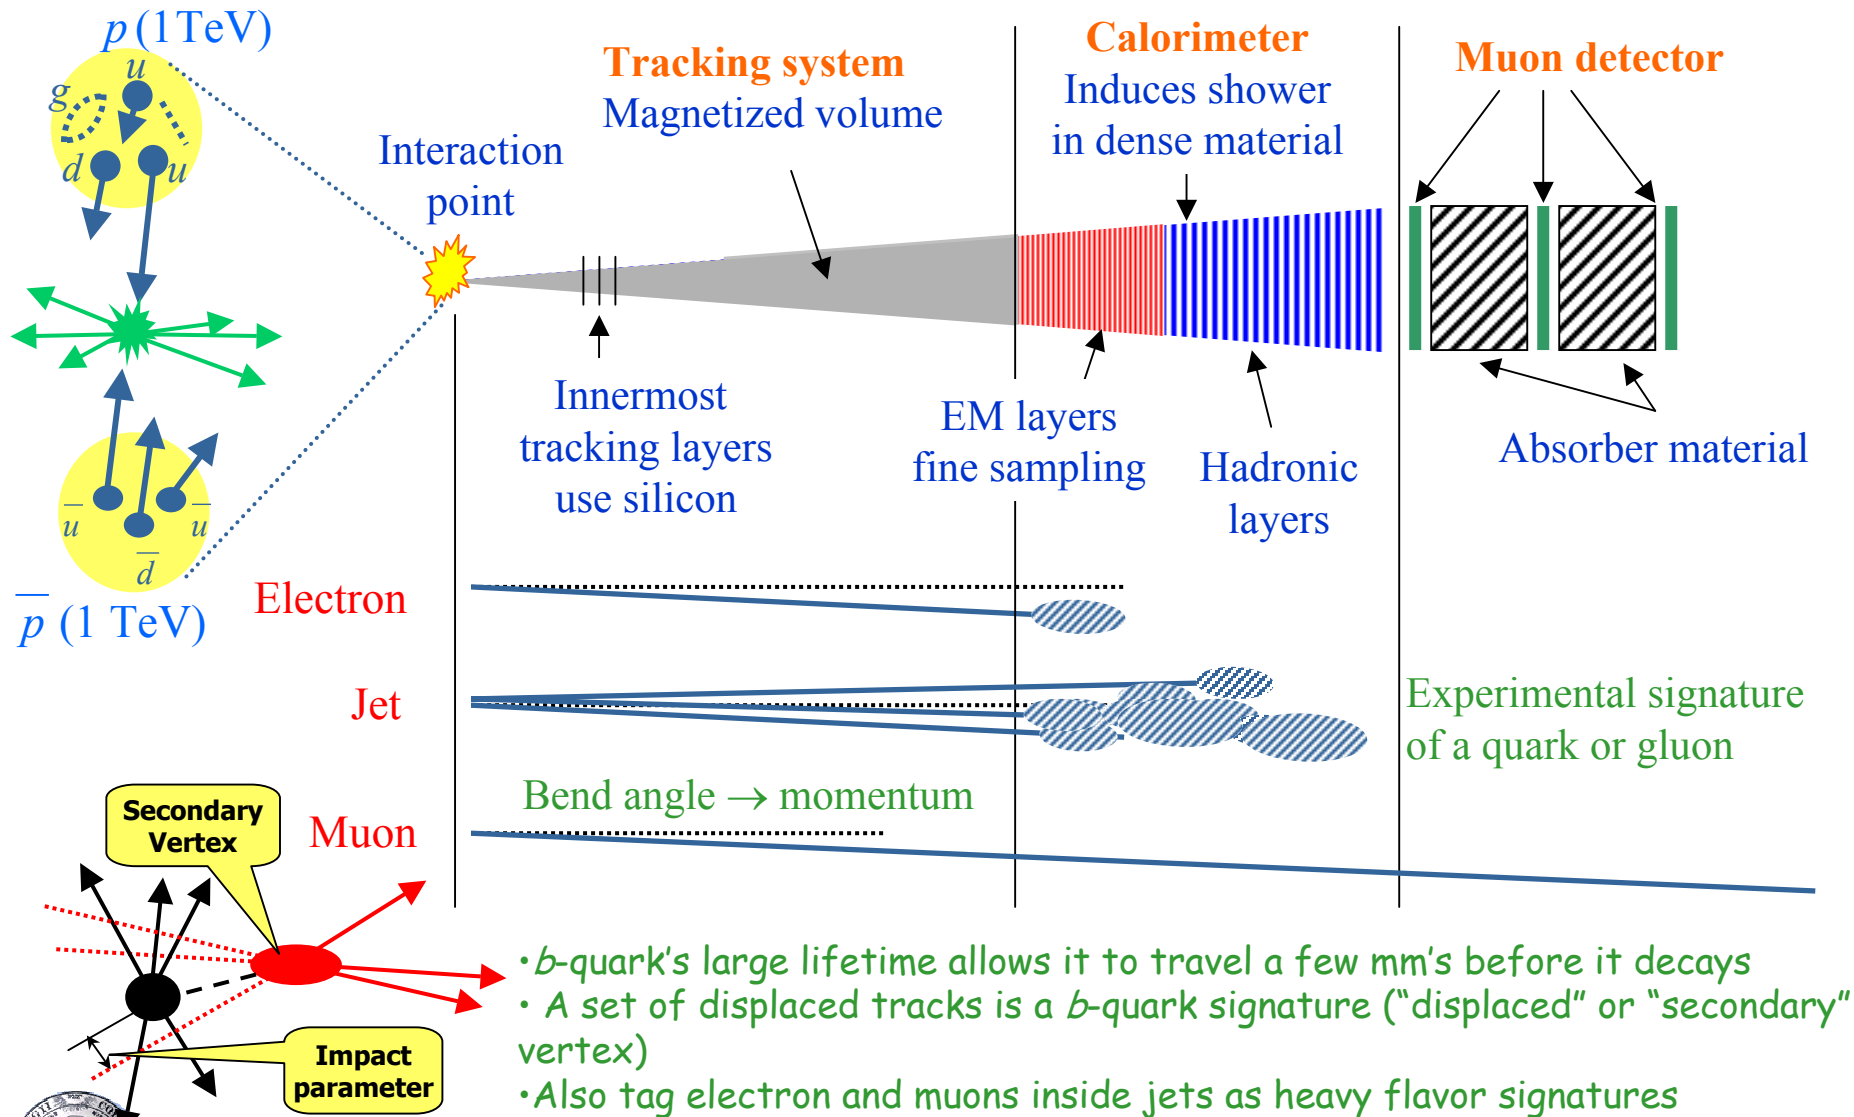 p (1TeV)
u
g
d
u
Interaction
point
Tracking system
Magnetized volume
Calorimeter
Induces shower
in dense material
Muon detector
Innermost
tracking layers
use silicon
EM layers
fine sampling
Hadronic
layers
Absorber material
u̅
d̅
u̅
p̅ (1 TeV)
Electron
Jet
Experimental signature
of a quark or gluon
Bend angle → momentum
Muon
Secondary
Vertex
Impact
parameter
•b-quark's large lifetime allows it to travel a few mm's before it decays
• A set of displaced tracks is a b-quark signature (“displaced” or “secondary”
vertex)
•Also tag electron and muons inside jets as heavy flavor signatures